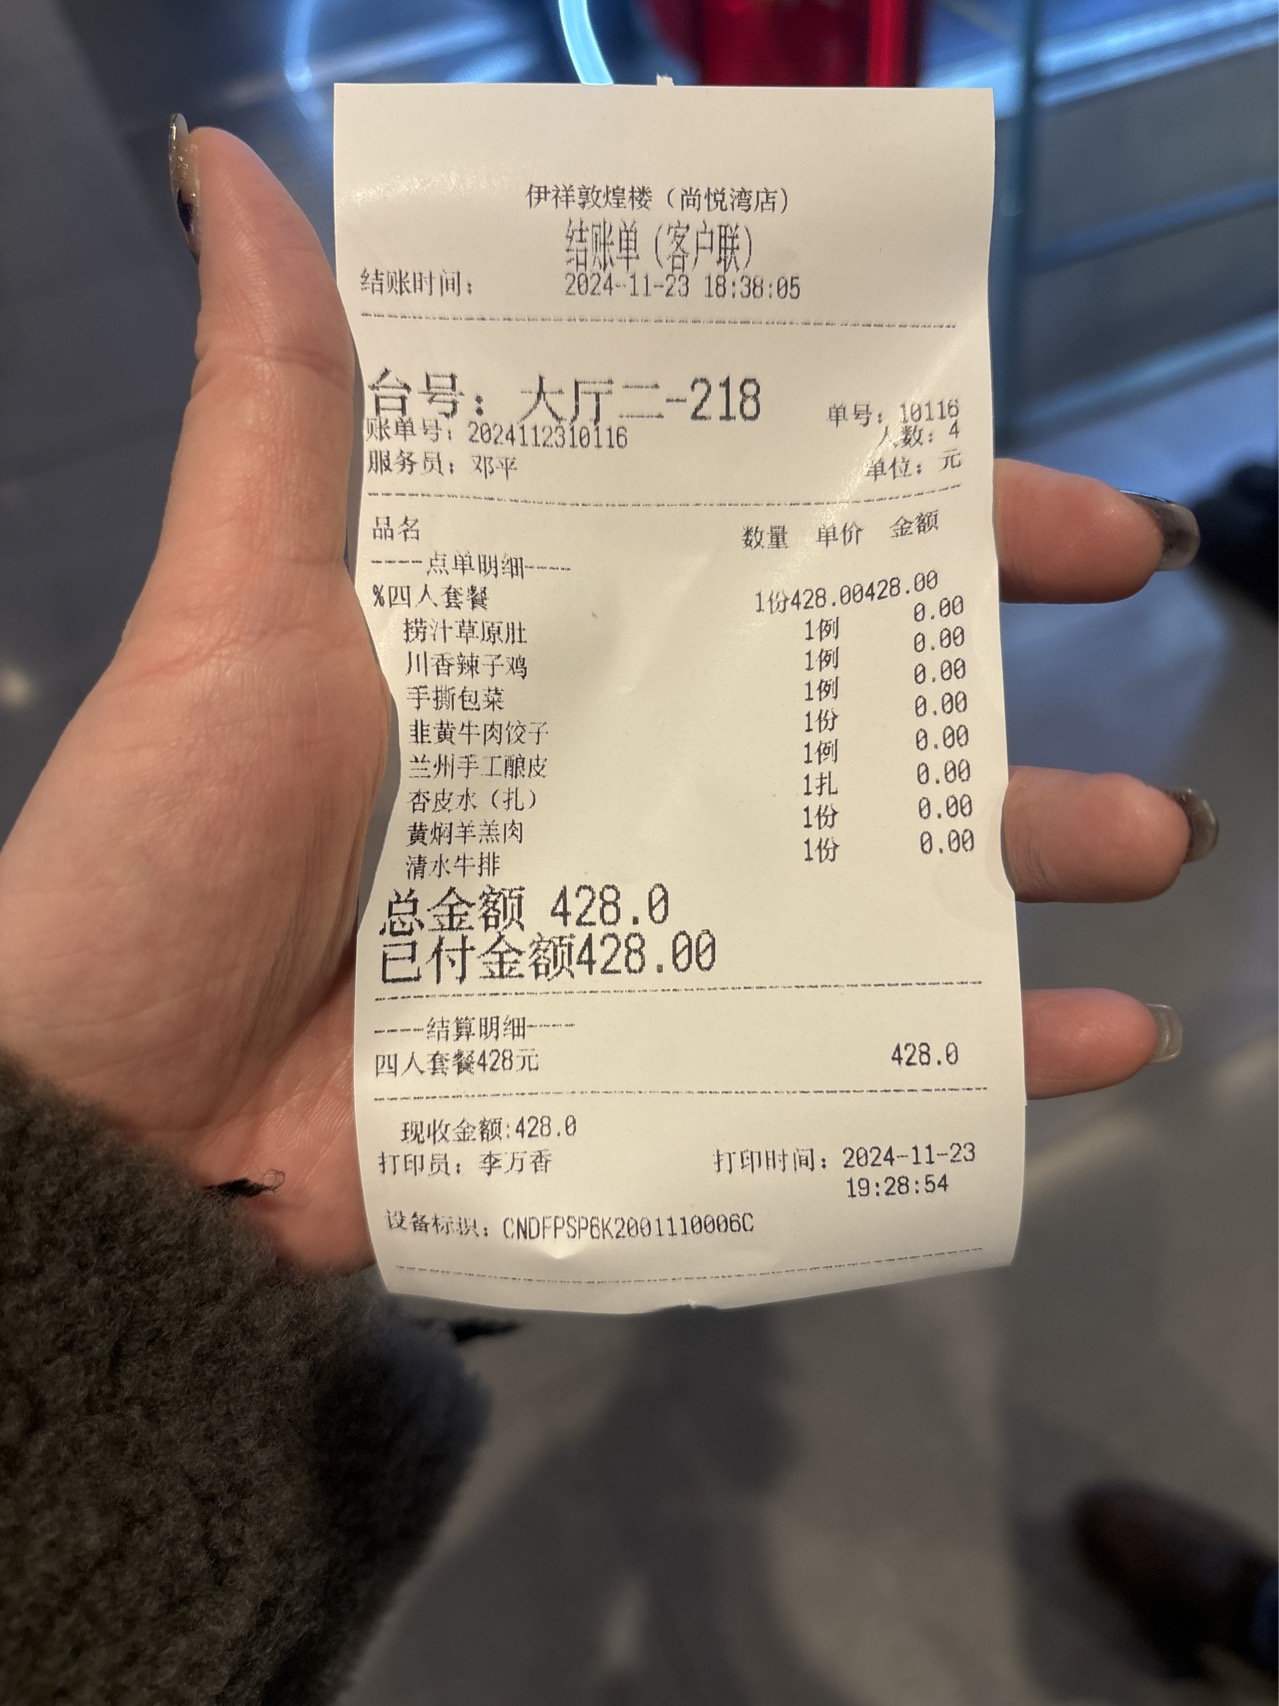 伊祥敦煌楼（尚悦湾店）
结账单（客户联）
结账时间： 2024-11-23 18:38:05
台号：大厅二-218 单号：10116
账单号：2024112310116 人数：4
服务员：邓平 单位：元
品名 数量 单价 金额
----点单明细----
%四人套餐 1份428.00428.00
捞汁草原肚 1例 0.00
川香辣子鸡 1例 0.00
手撕包菜 1例 0.00
韭黄牛肉饺子 1份 0.00
兰州手工酿皮 1例 0.00
杏皮水（扎） 1扎 0.00
黄焖羊羔肉 1份 0.00
清水牛排 1份 0.00
总金额 428.0
已付金额428.00
----结算明细----
四人套餐428元 428.0
现收金额:428.0
打印员：李万香 打印时间：2024-11-23
19:28:54
设备标识：CNDFPSP6K2001110006C